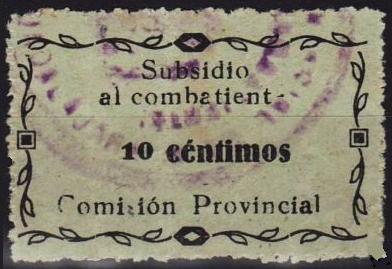 Subsidio
al combatient-
10 céntimos
Comisión Provincial